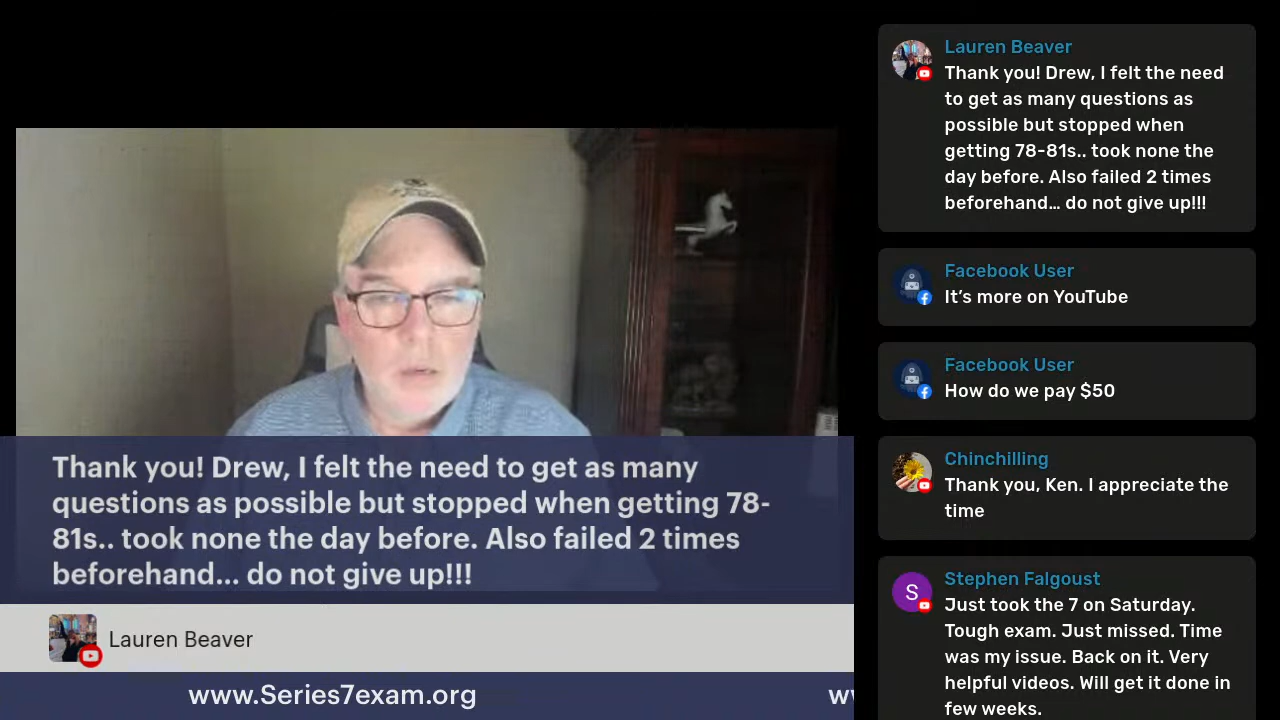 Thank you! Drew, I felt the need to get as many
questions as possible but stopped when getting 78-
81s.. took none the day before. Also failed 2 times
beforehand... do not give up!!!
Lauren Beaver
www.Series7exam.org
Lauren Beaver
Thank you! Drew, I felt the need
to get as many questions as
possible but stopped when
getting 78-81s.. took none the
day before. Also failed 2 times
beforehand... do not give up!!!
Facebook User
It’s more on YouTube
Facebook User
How do we pay $50
Chinchilling
Thank you, Ken. I appreciate the
time
S
Stephen Falgoust
Just took the 7 on Saturday.
Tough exam. Just missed. Time
was my issue. Back on it. Very
helpful videos. Will get it done in
few weeks.